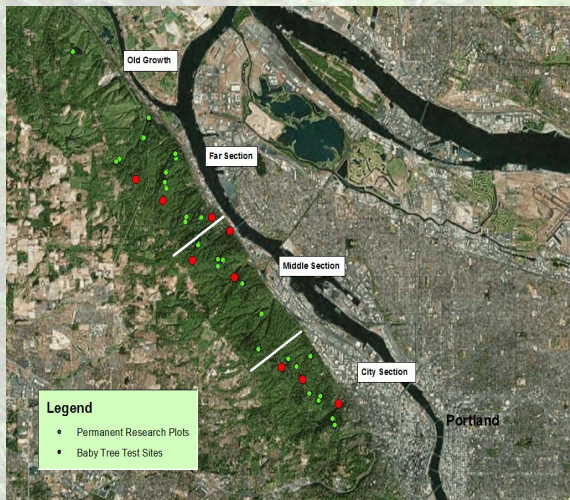 Old Growth
Far Section
Middle Section
City Section
Portland
Legend
Permanent Research Plots
Baby Tree Test Sites